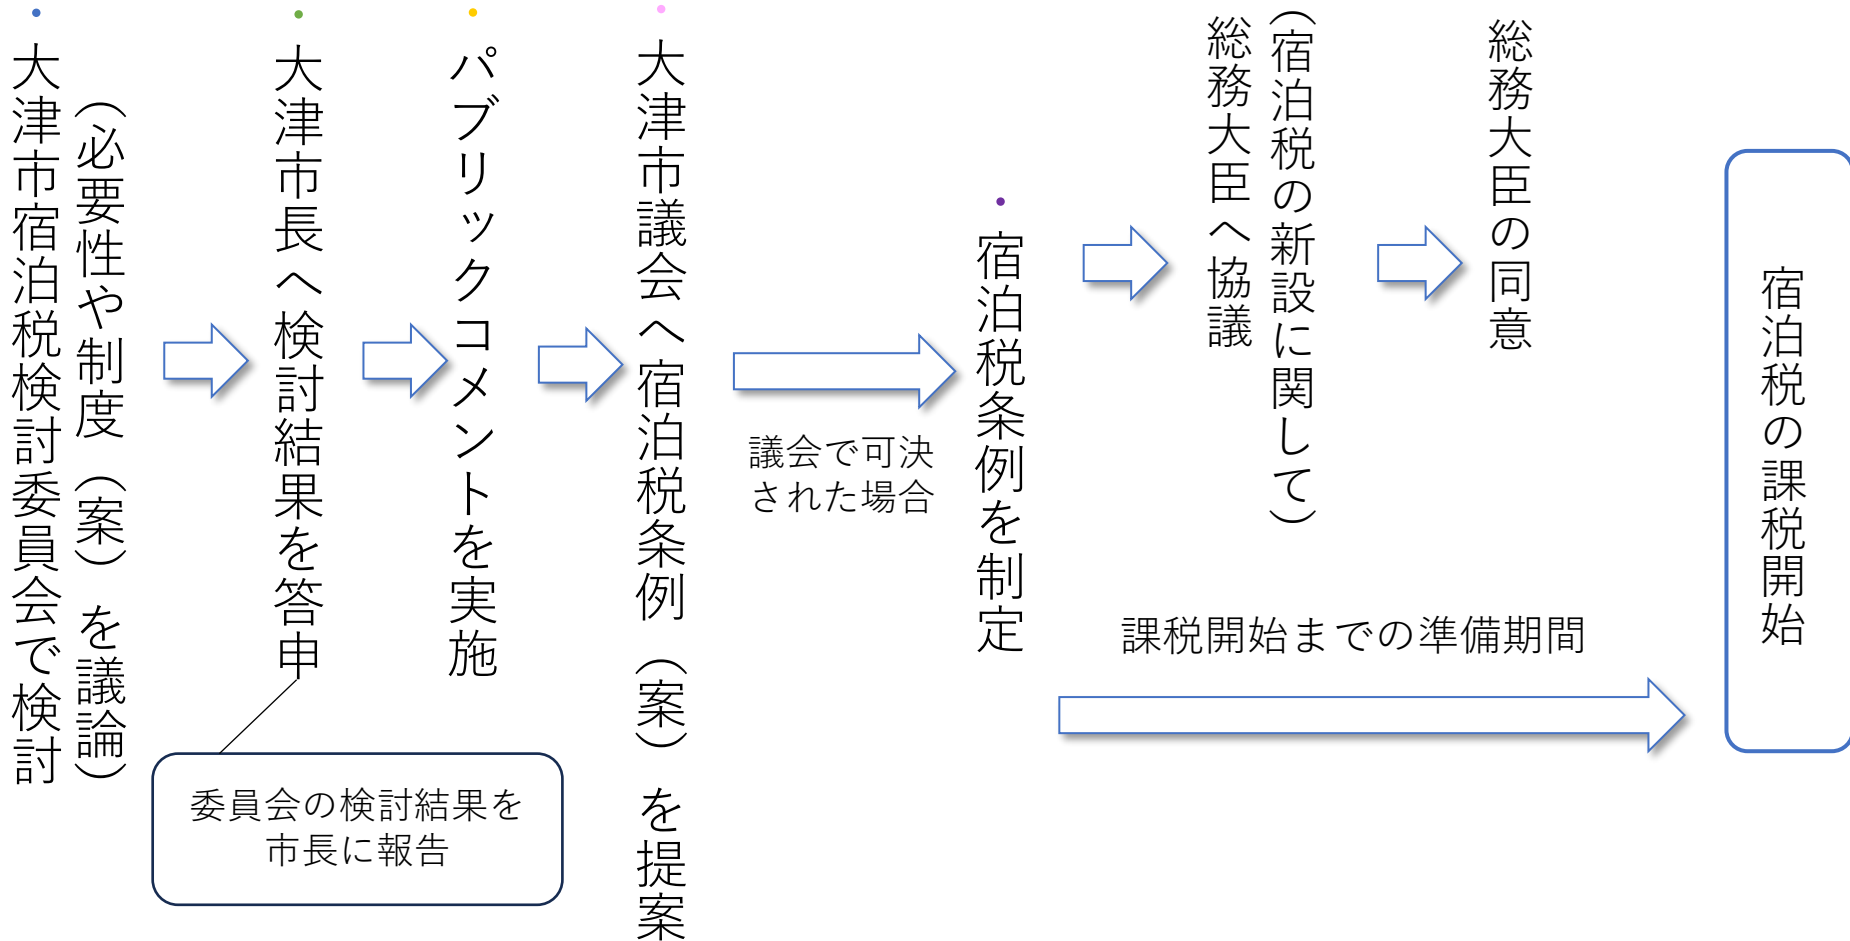 ・大津市宿泊税検討委員会で検討
（必要性や制度（案）を議論）
・大津市長へ検討結果を答申
委員会の検討結果を
市長に報告
・パブリックコメントを実施
・大津市議会へ宿泊税条例（案）を提案
議会で可決
された場合
・宿泊税条例を制定
総務大臣へ協議
（宿泊税の新設に関して）
総務大臣の同意
課税開始までの準備期間
宿泊税の課税開始